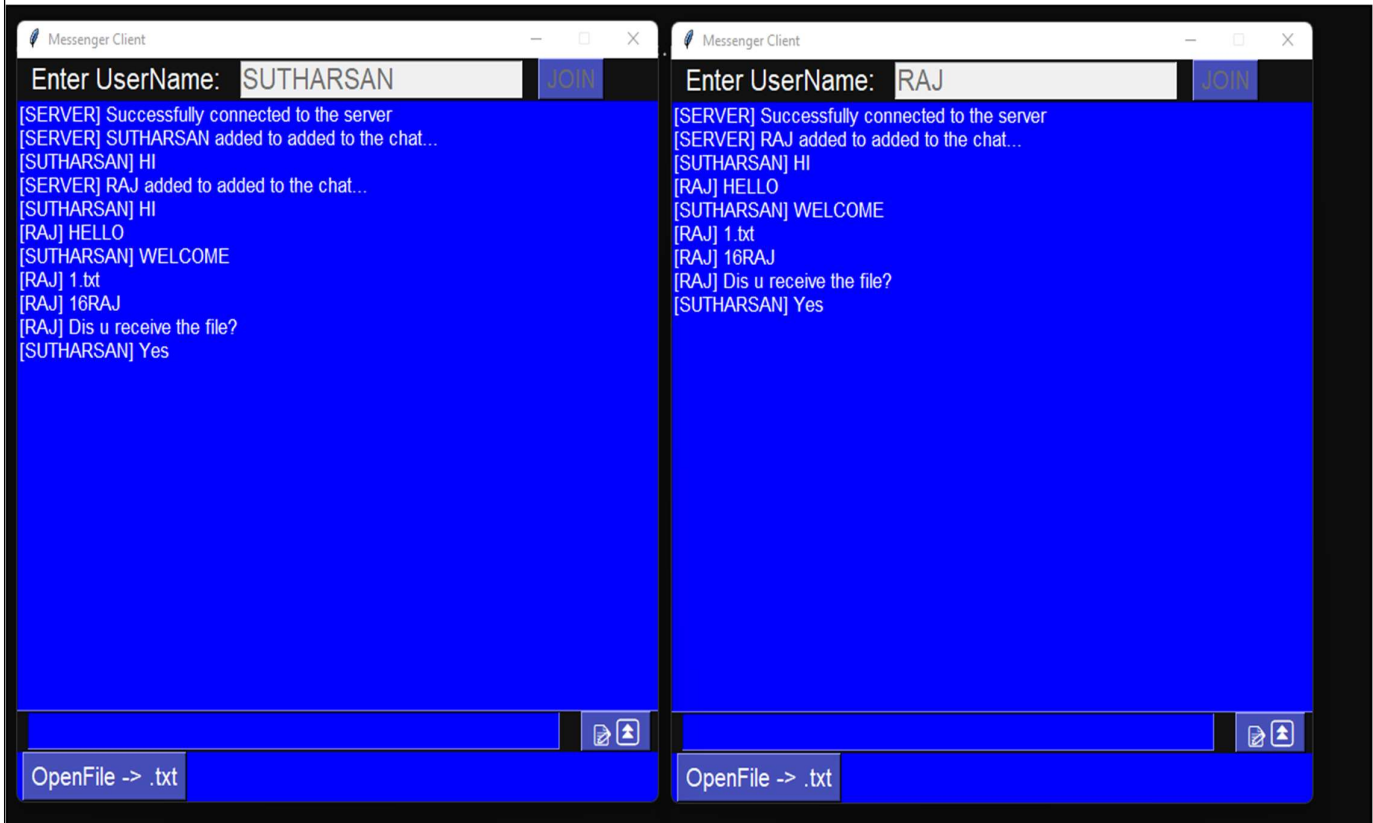 Messenger Client
Enter UserName: SUTHARSAN JOIN
[SERVER] Successfully connected to the server
[SERVER] SUTHARSAN added to added to the chat...
[SUTHARSAN] HI
[SERVER] RAJ added to added to the chat...
[SUTHARSAN] HI
[RAJ] HELLO
[SUTHARSAN] WELCOME
[RAJ] 1.txt
[RAJ] 16RAJ
[RAJ] Dis u receive the file?
[SUTHARSAN] Yes
OpenFile -> .txt
Messenger Client
Enter UserName: RAJ JOIN
[SERVER] Successfully connected to the server
[SERVER] RAJ added to added to the chat...
[SUTHARSAN] HI
[RAJ] HELLO
[SUTHARSAN] WELCOME
[RAJ] 1.txt
[RAJ] 16RAJ
[RAJ] Dis u receive the file?
[SUTHARSAN] Yes
OpenFile -> .txt